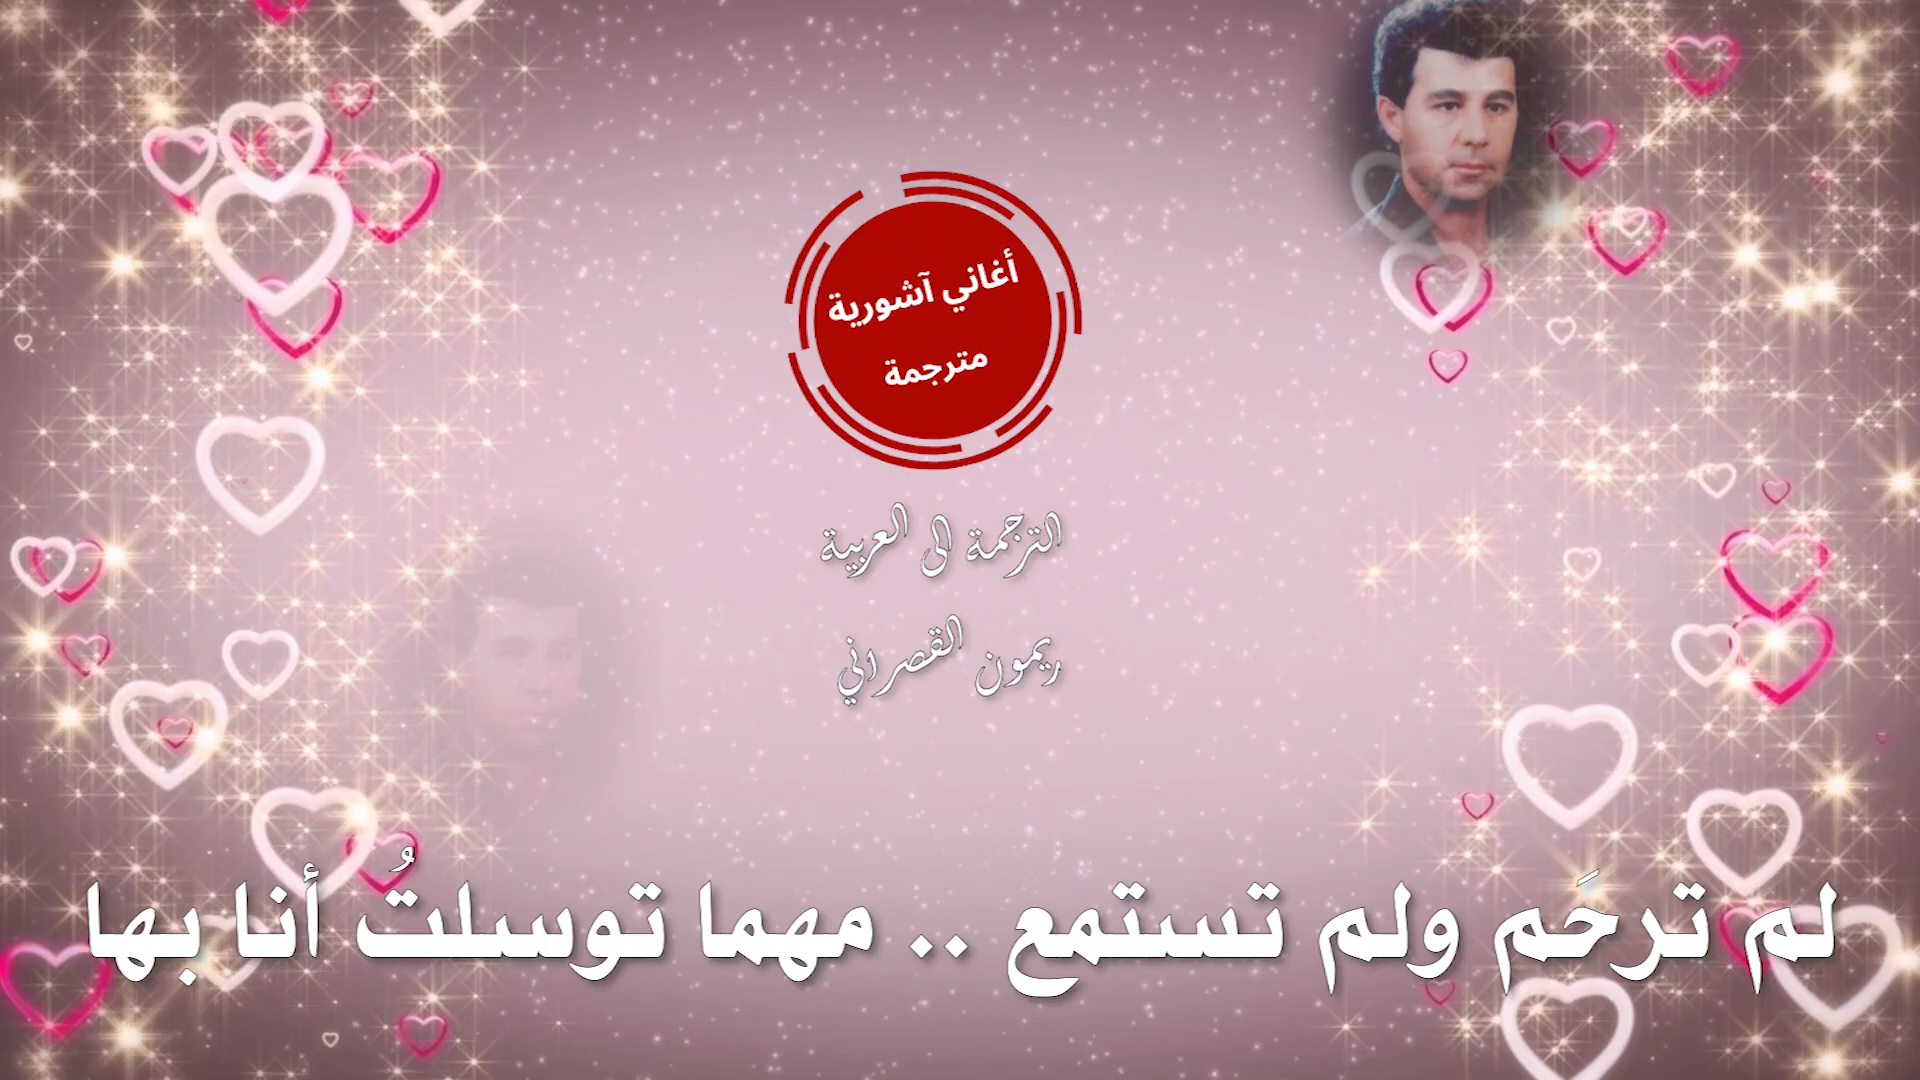 أغاني آشورية
مترجمة
الترجمة الى العربية
ريمون القصراني
لم ترحَم ولم تستمع .. مهما توسلتُ أنا بها